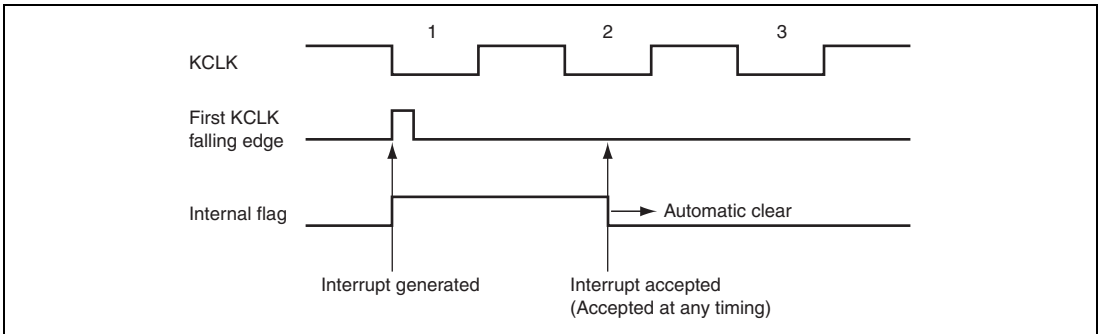 1 2 3
KCLK
First KCLK
falling edge
Internal flag
Automatic clear
Interrupt generated
Interrupt accepted
(Accepted at any timing)